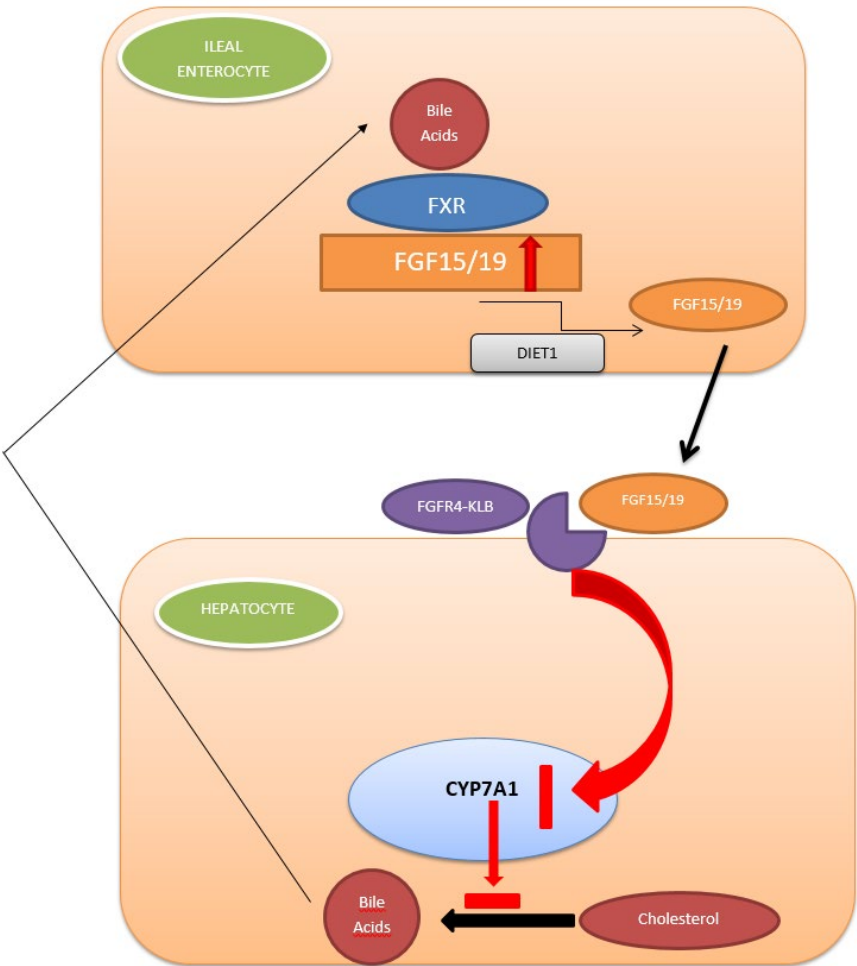 ILEAL
ENTEROCYTE
Bile
Acids
FXR
FGF15/19
FGF15/19
DIET1
FGFR4-KLB
FGF15/19
HEPATOCYTE
CYP7A1
Bile
Acids
Cholesterol